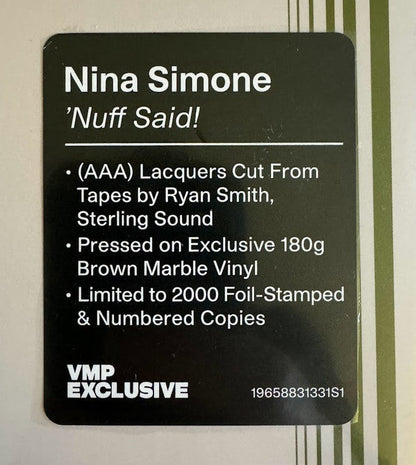 Nina Simone
'Nuff Said!
• (AAA) Lacquers Cut From
Tapes by Ryan Smith,
Sterling Sound
• Pressed on Exclusive 180g
Brown Marble Vinyl
• Limited to 2000 Foil-Stamped
& Numbered Copies
VMP
EXCLUSIVE
19658831331S1